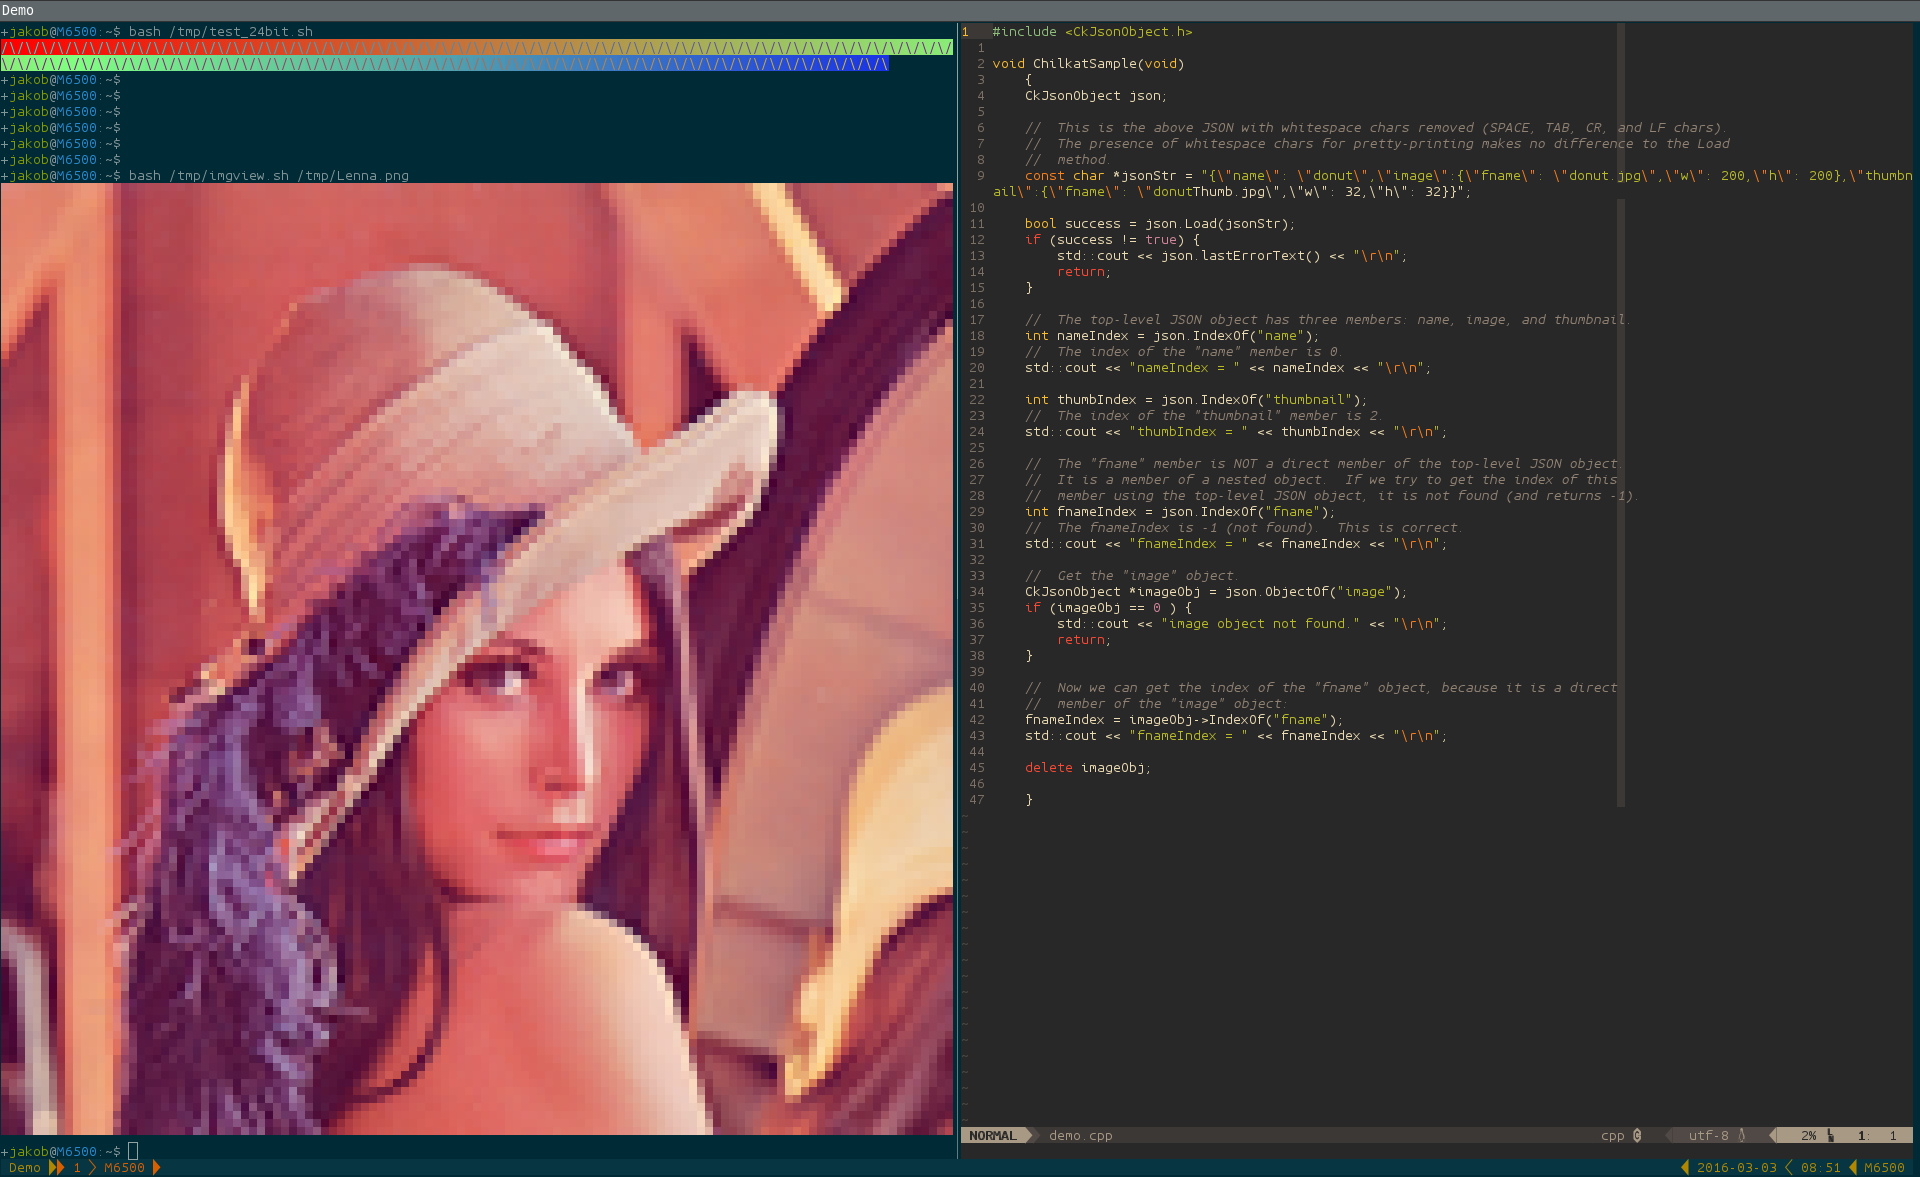 Demo
+jakob@M6500:~$ bash /tmp/test_24bit.sh
+jakob@M6500:~$
+jakob@M6500:~$
+jakob@M6500:~$
+jakob@M6500:~$
+jakob@M6500:~$
+jakob@M6500:~$
+jakob@M6500:~$ bash /tmp/imgview.sh /tmp/Lenna.png
+jakob@M6500:~$
1 #include <CkJsonObject.h>
1
2 void ChilkatSample(void)
3     {
4     CkJsonObject json;
5
6     //  This is the above JSON with whitespace chars removed (SPACE, TAB, CR, and LF chars).
7     //  The presence of whitespace chars for pretty-printing makes no difference to the Load
8     //  method.
9     const char *jsonStr = "{\"name\": \"donut\",\"image\":{\"fname\": \"donut.jpg\",\"w\": 200,\"h\": 200},\"thumbn
ail\":{\"fname\": \"donutThumb.jpg\",\"w\": 32,\"h\": 32}}";
10
11     bool success = json.Load(jsonStr);
12     if (success != true) {
13         std::cout << json.lastErrorText() << "\r\n";
14         return;
15     }
16
17     //  The top-level JSON object has three members: name, image, and thumbnail.
18     int nameIndex = json.IndexOf("name");
19     //  The index of the "name" member is 0.
20     std::cout << "nameIndex = " << nameIndex << "\r\n";
21
22     int thumbIndex = json.IndexOf("thumbnail");
23     //  The index of the "thumbnail" member is 2.
24     std::cout << "thumbIndex = " << thumbIndex << "\r\n";
25
26     //  The "fname" member is NOT a direct member of the top-level JSON object.
27     //  It is a member of a nested object.  If we try to get the index of this
28     //  member using the top-level JSON object, it is not found (and returns -1).
29     int fnameIndex = json.IndexOf("fname");
30     //  The fnameIndex is -1 (not found).  This is correct.
31     std::cout << "fnameIndex = " << fnameIndex << "\r\n";
32
33     //  Get the "image" object.
34     CkJsonObject *imageObj = json.ObjectOf("image");
35     if (imageObj == 0 ) {
36         std::cout << "image object not found." << "\r\n";
37         return;
38     }
39
40     //  Now we can get the index of the "fname" object, because it is a direct
41     //  member of the "image" object:
42     fnameIndex = imageObj->IndexOf("fname");
43     std::cout << "fnameIndex = " << fnameIndex << "\r\n";
44
45     delete imageObj;
46
47     }
NORMAL demo.cpp cpp utf-8 2% 1: 1
Demo 1 M6500 2016-03-03 08:51 M6500